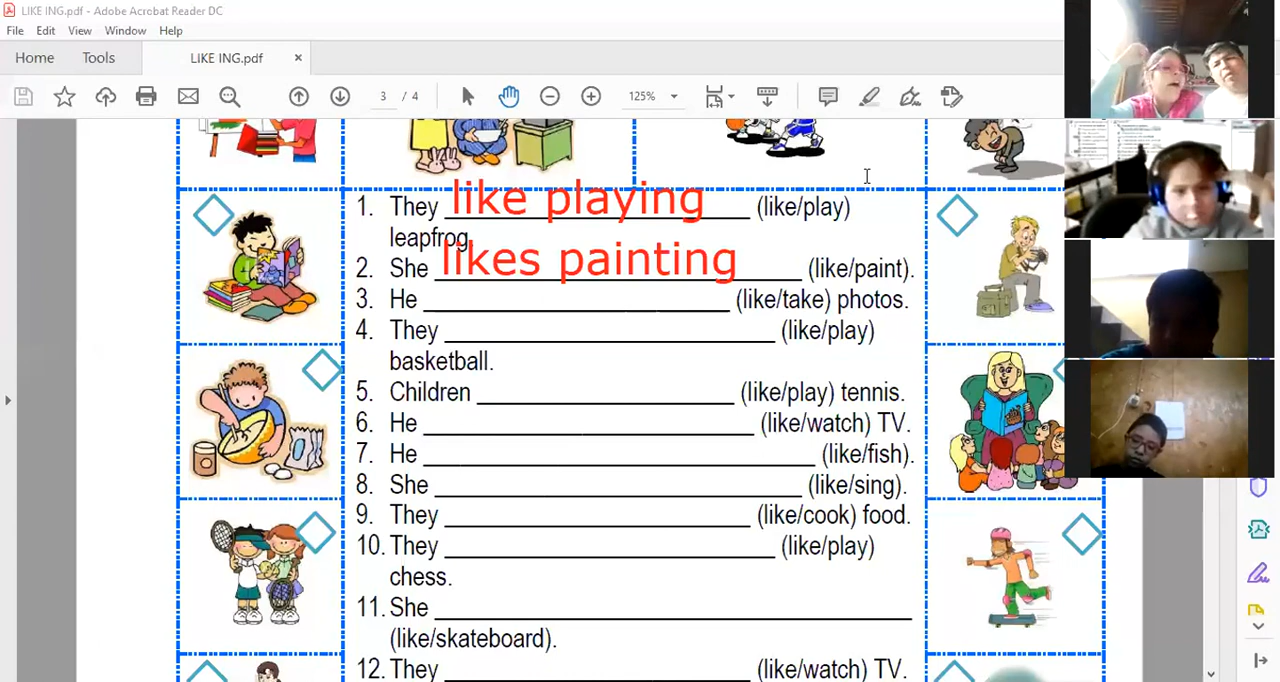 LIKE ING.pdf - Adobe Acrobat Reader DC
File Edit View Window Help
Home Tools LIKE ING.pdf ×
3 / 4 125%
1. They like playing (like/play)
leapfrog.
2. She likes painting (like/paint).
3. He (like/take) photos.
4. They (like/play)
basketball.
5. Children (like/play) tennis.
6. He (like/watch) TV.
7. He (like/fish).
8. She (like/sing).
9. They (like/cook) food.
10. They (like/play)
chess.
11. She
(like/skateboard).
12. They (like/watch) TV.